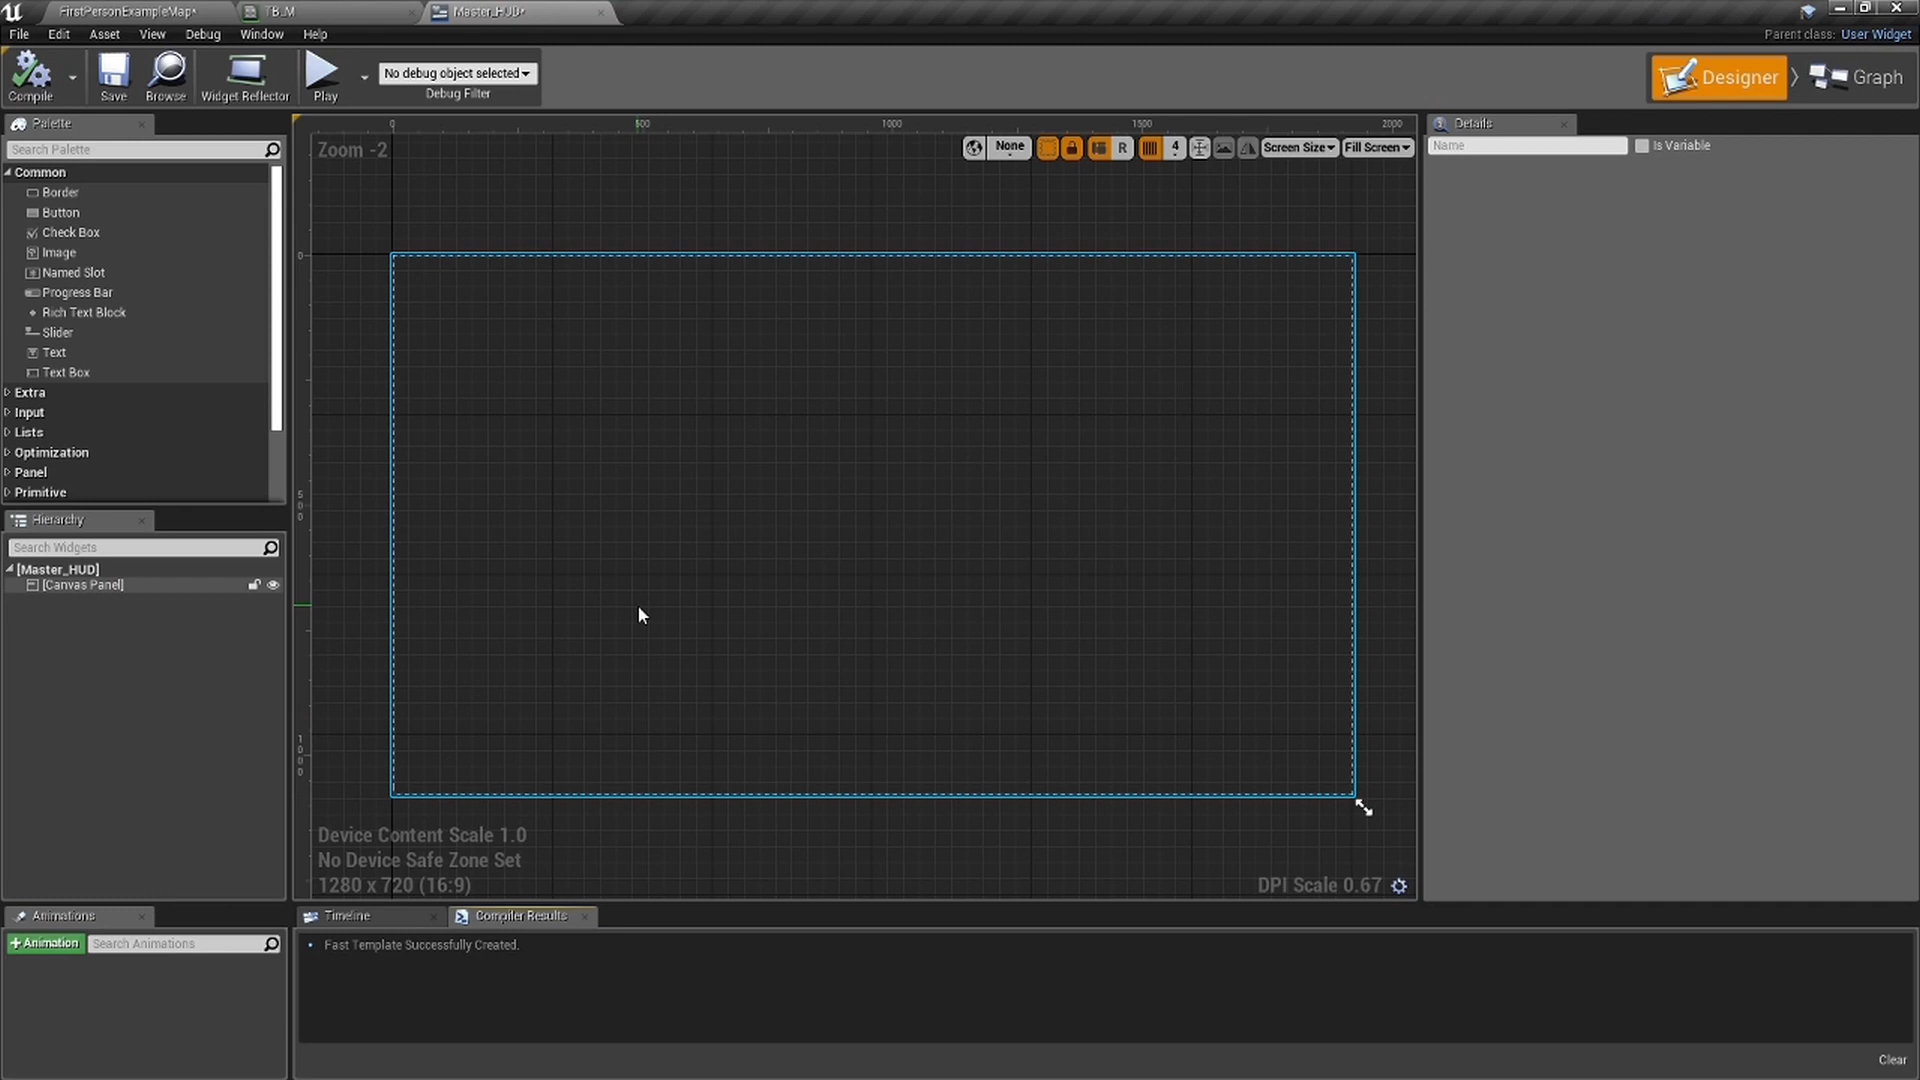 FirstPersonExampleMap*
TB_M
Master_HUD*
File Edit Asset View Debug Window Help
Parent class: User Widget
Compile
Save
Browse
Widget Reflector
Play
No debug object selected
Debug Filter
Designer
Graph
Palette
Search Palette
Common
Border
Button
Check Box
Image
Named Slot
Progress Bar
Rich Text Block
Slider
Text
Text Box
Extra
Input
Lists
Optimization
Panel
Primitive
Hierarchy
Search Widgets
[Master_HUD]
[Canvas Panel]
Animations
+Animation
Search Animations
0 500 1000 1500 2000
Zoom -2
None
R
4
Screen Size
Fill Screen
0
500
1000
Device Content Scale 1.0
No Device Safe Zone Set
1280 x 720 (16:9)
DPI Scale 0.67
Details
Name
Is Variable
Timeline
Compiler Results
Fast Template Successfully Created.
Clear